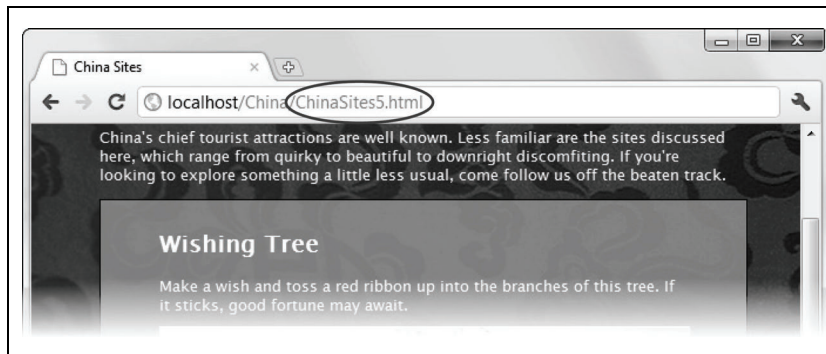 China Sites
localhost/China/ChinaSites5.html
China's chief tourist attractions are well known. Less familiar are the sites discussed
here, which range from quirky to beautiful to downright discomfiting. If you're
looking to explore something a little less usual, come follow us off the beaten track.
Wishing Tree
Make a wish and toss a red ribbon up into the branches of this tree. If
it sticks, good fortune may await.